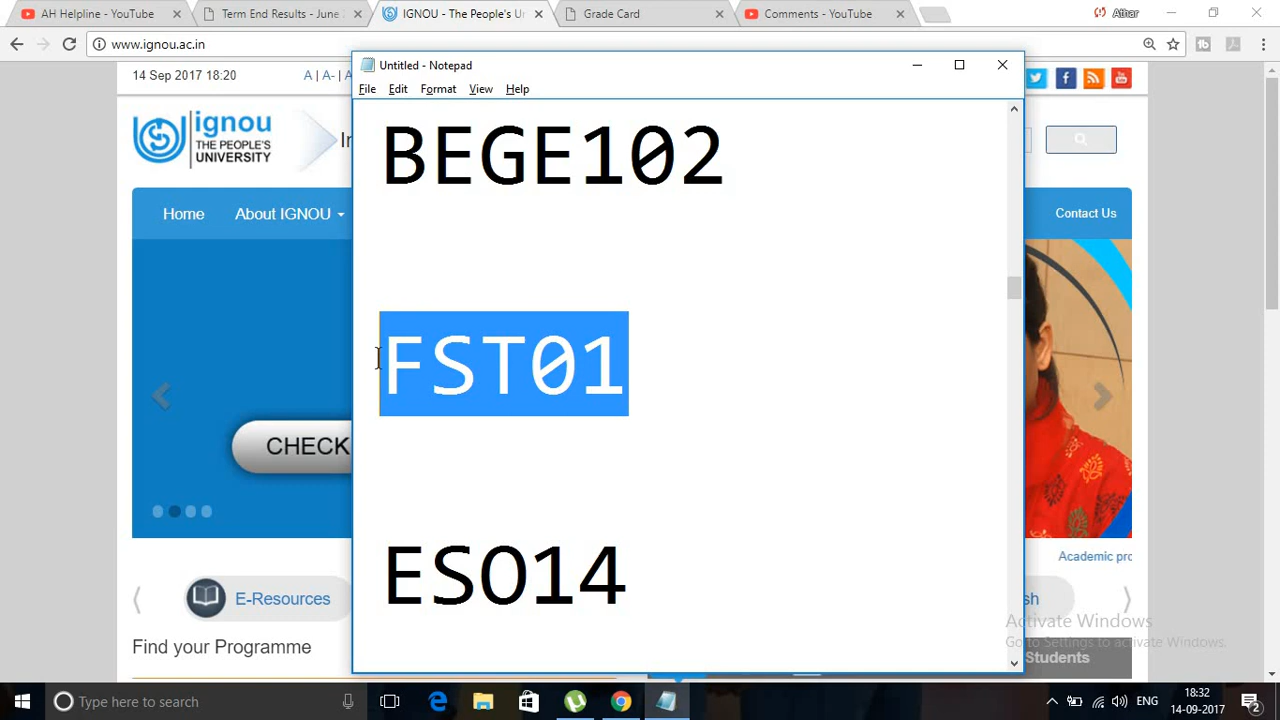 AH Helpline - YouTube
Term End Results - June
IGNOU - The People's Ur
Grade Card
Comments - YouTube
Athar
www.ignou.ac.in
14 Sep 2017 18:20
A | A- | A
ignou
THE PEOPLE'S
UNIVERSITY
Home
About IGNOU
Contact Us
CHECK
Untitled - Notepad
File Edit Format View Help
BEGE102
FST01
ESO14
Academic pro
E-Resources
sh
Find your Programme
Students
Activate Windows
Go to Settings to activate Windows.
Type here to search
ENG
18:32
14-09-2017
2